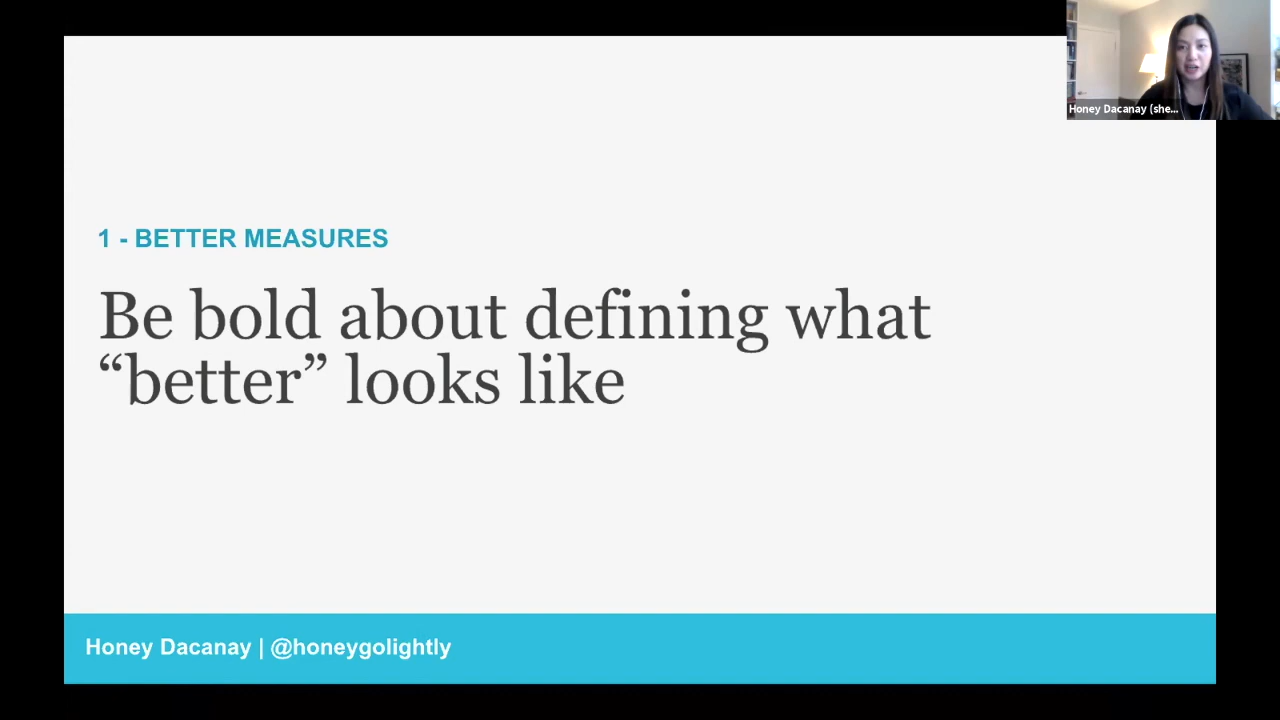 Honey Dacanay (she...
1 - BETTER MEASURES
Be bold about defining what
“better” looks like
Honey Dacanay | @honeygolightly